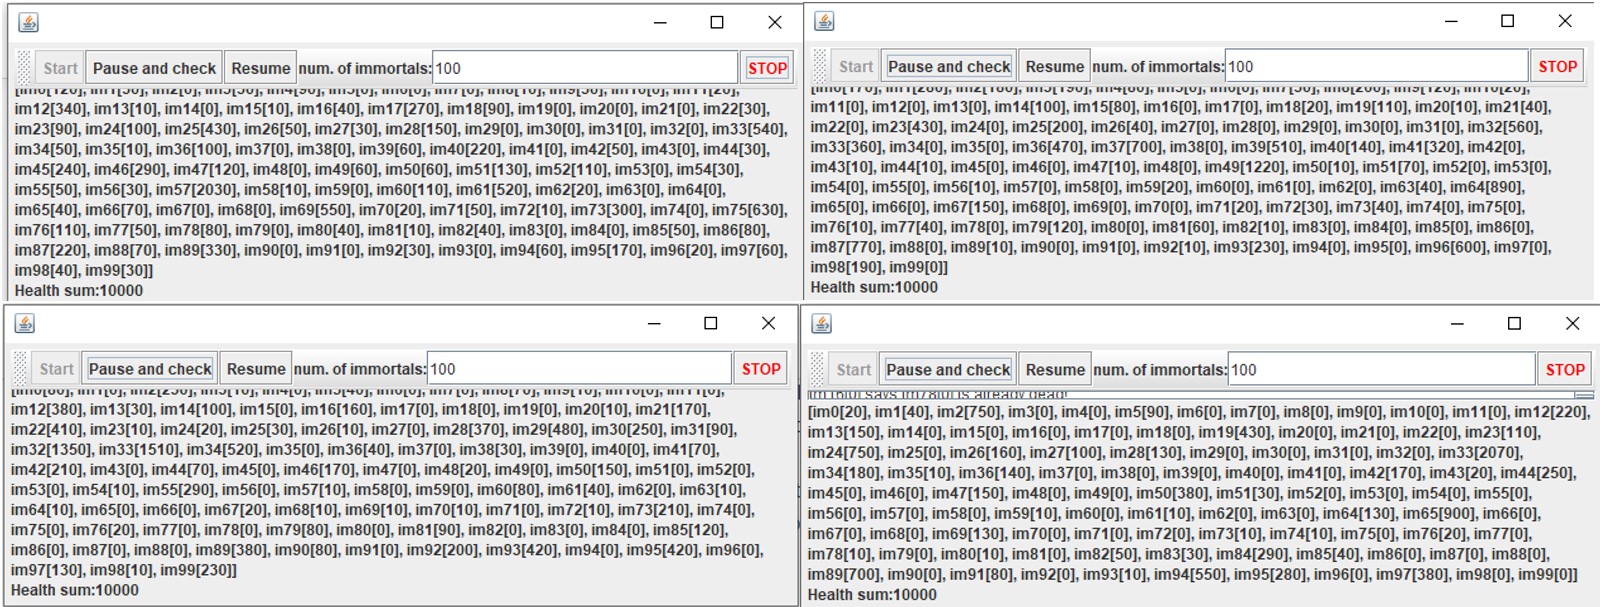 Start Pause and check Resume num. of immortals: 100 STOP
im12[340], im13[10], im14[0], im15[10], im16[40], im17[270], im18[90], im19[0], im20[0], im21[0], im22[30],
im23[90], im24[100], im25[430], im26[50], im27[30], im28[150], im29[0], im30[0], im31[0], im32[0], im33[540],
im34[50], im35[10], im36[100], im37[0], im38[0], im39[60], im40[220], im41[0], im42[50], im43[0], im44[30],
im45[240], im46[290], im47[120], im48[0], im49[60], im50[60], im51[130], im52[110], im53[0], im54[30],
im55[50], im56[30], im57[2030], im58[10], im59[0], im60[110], im61[520], im62[20], im63[0], im64[0],
im65[40], im66[70], im67[0], im68[0], im69[550], im70[20], im71[50], im72[10], im73[300], im74[0], im75[630],
im76[110], im77[50], im78[80], im79[0], im80[40], im81[10], im82[40], im83[0], im84[0], im85[50], im86[80],
im87[220], im88[70], im89[330], im90[0], im91[0], im92[30], im93[0], im94[60], im95[170], im96[20], im97[60],
im98[40], im99[30]]
Health sum:10000
Start Pause and check Resume num. of immortals: 100 STOP
im11[0], im12[0], im13[0], im14[100], im15[80], im16[0], im17[0], im18[20], im19[110], im20[10], im21[40],
im22[0], im23[430], im24[0], im25[200], im26[40], im27[0], im28[0], im29[0], im30[0], im31[0], im32[560],
im33[360], im34[0], im35[0], im36[470], im37[700], im38[0], im39[510], im40[140], im41[320], im42[0],
im43[10], im44[10], im45[0], im46[0], im47[10], im48[0], im49[1220], im50[10], im51[70], im52[0], im53[0],
im54[0], im55[0], im56[10], im57[0], im58[0], im59[20], im60[0], im61[0], im62[0], im63[40], im64[890],
im65[0], im66[0], im67[150], im68[0], im69[0], im70[0], im71[20], im72[30], im73[40], im74[0], im75[0],
im76[10], im77[40], im78[0], im79[120], im80[0], im81[60], im82[10], im83[0], im84[0], im85[0], im86[0],
im87[770], im88[0], im89[10], im90[0], im91[0], im92[10], im93[230], im94[0], im95[0], im96[600], im97[0],
im98[190], im99[0]]
Health sum:10000
Start Pause and check Resume num. of immortals: 100 STOP
im12[380], im13[30], im14[100], im15[0], im16[160], im17[0], im18[0], im19[0], im20[10], im21[170],
im22[410], im23[10], im24[20], im25[30], im26[10], im27[0], im28[370], im29[480], im30[250], im31[90],
im32[1350], im33[1510], im34[520], im35[0], im36[40], im37[0], im38[30], im39[0], im40[0], im41[70],
im42[210], im43[0], im44[70], im45[0], im46[170], im47[0], im48[20], im49[0], im50[150], im51[0], im52[0],
im53[0], im54[10], im55[290], im56[0], im57[10], im58[0], im59[0], im60[80], im61[40], im62[0], im63[10],
im64[10], im65[0], im66[0], im67[20], im68[10], im69[10], im70[10], im71[0], im72[10], im73[210], im74[0],
im75[0], im76[20], im77[0], im78[0], im79[80], im80[0], im81[90], im82[0], im83[0], im84[0], im85[120],
im86[0], im87[0], im88[0], im89[380], im90[80], im91[0], im92[200], im93[420], im94[0], im95[420], im96[0],
im97[130], im98[10], im99[230]]
Health sum:10000
Start Pause and check Resume num. of immortals: 100 STOP
[im0[20], im1[40], im2[750], im3[0], im4[0], im5[90], im6[0], im7[0], im8[0], im9[0], im10[0], im11[0], im12[220],
im13[150], im14[0], im15[0], im16[0], im17[0], im18[0], im19[430], im20[0], im21[0], im22[0], im23[110],
im24[750], im25[0], im26[160], im27[100], im28[130], im29[0], im30[0], im31[0], im32[0], im33[2070],
im34[180], im35[10], im36[140], im37[0], im38[0], im39[0], im40[0], im41[0], im42[170], im43[20], im44[250],
im45[0], im46[0], im47[150], im48[0], im49[0], im50[380], im51[30], im52[0], im53[0], im54[0], im55[0],
im56[0], im57[0], im58[0], im59[10], im60[0], im61[10], im62[0], im63[0], im64[130], im65[900], im66[0],
im67[0], im68[0], im69[130], im70[0], im71[0], im72[0], im73[10], im74[10], im75[0], im76[20], im77[0],
im78[10], im79[0], im80[10], im81[0], im82[50], im83[30], im84[290], im85[40], im86[0], im87[0], im88[0],
im89[700], im90[0], im91[80], im92[0], im93[10], im94[550], im95[280], im96[0], im97[380], im98[0], im99[0]]
Health sum:10000